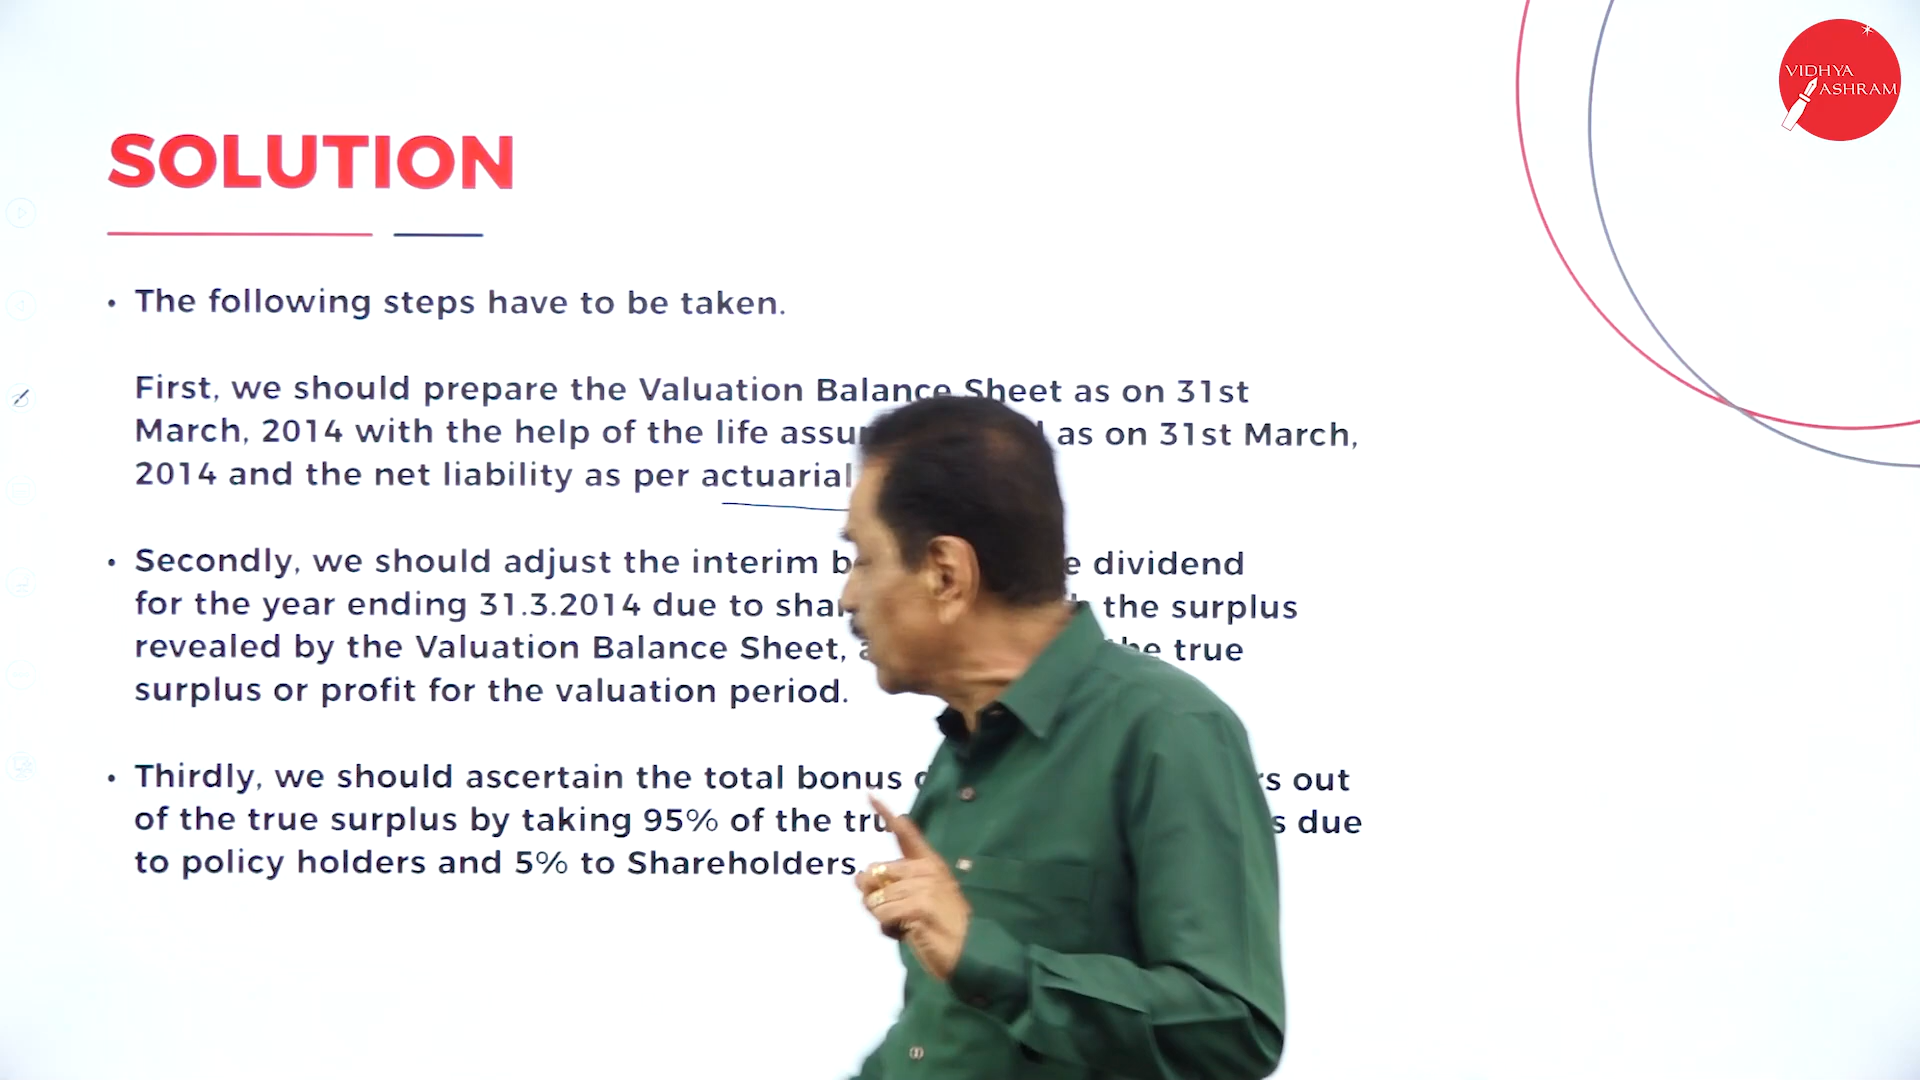 VIDHYA
ASHRAM
SOLUTION
• The following steps have to be taken.
First, we should prepare the Valuation Balance Sheet as on 31st
March, 2014 with the help of the life as on 31st March,
2014 and the net liability as per actuarial
• Secondly, we should adjust the interim dividend
for the year ending 31.3.2014 due to the surplus
revealed by the Valuation Balance Sheet, true
surplus or profit for the valuation period.
• Thirdly, we should ascertain the total bonus out
of the true surplus by taking 95% of the due
to policy holders and 5% to Shareholders.